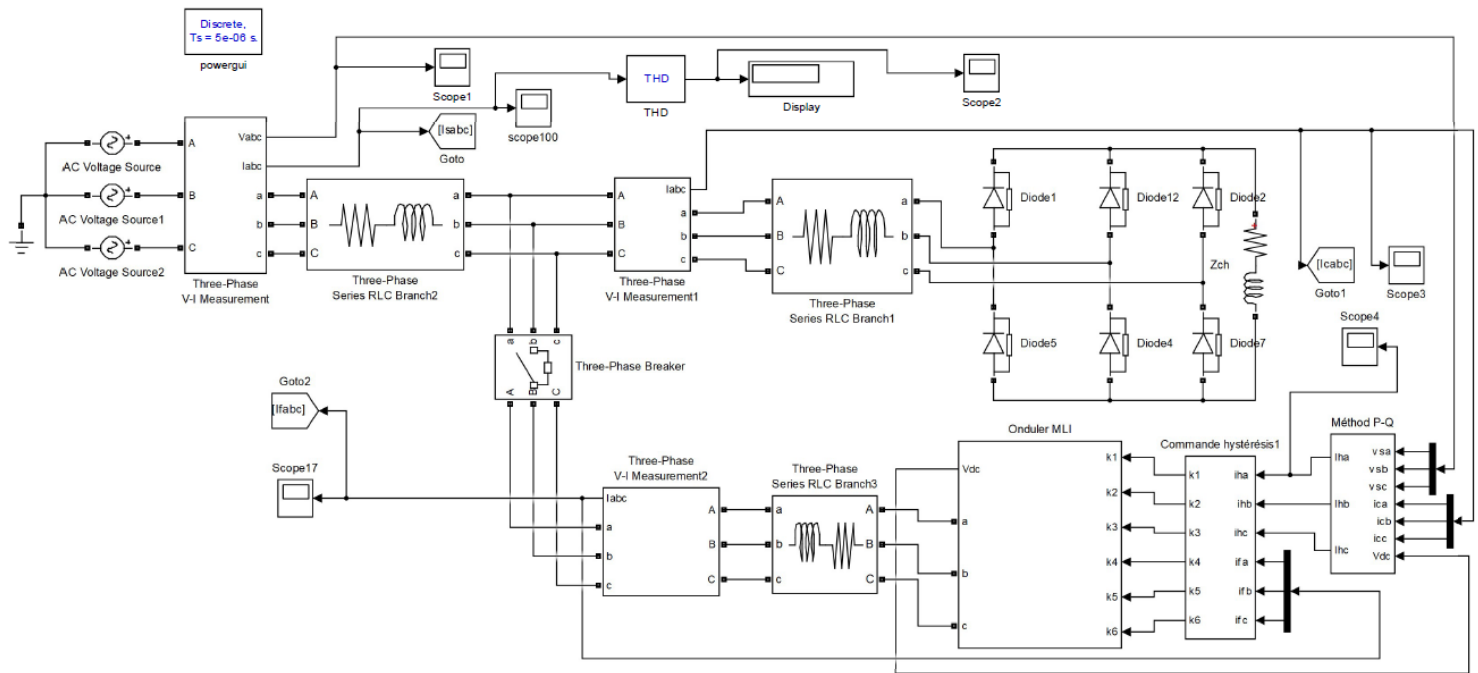 Discrete,
Ts = 5e-06 s.
powergui
Scope1
scope100
THD
THD
Display
Scope2
[Isabc]
Goto
AC Voltage Source
AC Voltage Source1
AC Voltage Source2
Vabc
Iabc
A
B
C
a
b
c
Three-Phase
V-I Measurement
A
B
C
a
b
c
Three-Phase
Series RLC Branch2
A
B
C
Iabc
a
b
c
Three-Phase
V-I Measurement1
A
B
C
a
b
c
Three-Phase
Series RLC Branch1
Diode1
Diode12
Diode2
Zch
Diode5
Diode4
Diode7
[Icabc]
Goto1
Scope3
Scope4
a
b
c
A
B
C
Three-Phase Breaker
Goto2
[Ifabc]
Scope17
Three-Phase
V-I Measurement2
Iabc
a
b
c
A
B
C
Three-Phase
Series RLC Branch3
a
b
c
A
B
C
Onduler MLI
Vdc
a
b
c
k1
k2
k3
k4
k5
k6
Commande hystérésis1
k1
k2
k3
k4
k5
k6
iha
ihb
ihc
ifa
ifb
ifc
Méthod P-Q
Iha
Ihb
Ihc
vsa
vsb
vsc
ica
icb
icc
Vdc